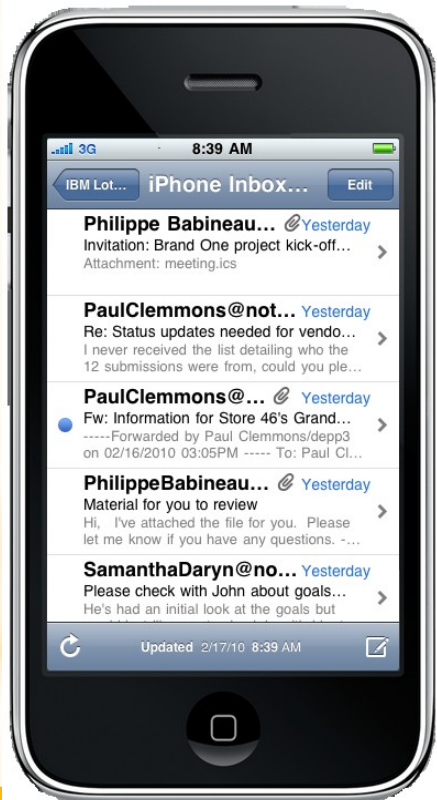 3G 8:39 AM
IBM Lot... iPhone Inbox... Edit
Philippe Babineau... Yesterday
Invitation: Brand One project kick-off...
Attachment: meeting.ics
PaulClemmons@not... Yesterday
Re: Status updates needed for vendo...
I never received the list detailing who the
12 submissions were from, could you ple...
PaulClemmons@... Yesterday
Fw: Information for Store 46's Grand...
-----Forwarded by Paul Clemmons/depp3
on 02/16/2010 03:05PM ----- To: Paul Cl...
PhilippeBabineau... Yesterday
Material for you to review
Hi, I've attached the file for you. Please
let me know if you have any questions. -...
SamanthaDaryn@no... Yesterday
Please check with John about goals...
He's had an initial look at the goals but
Updated 2/17/10 8:39 AM